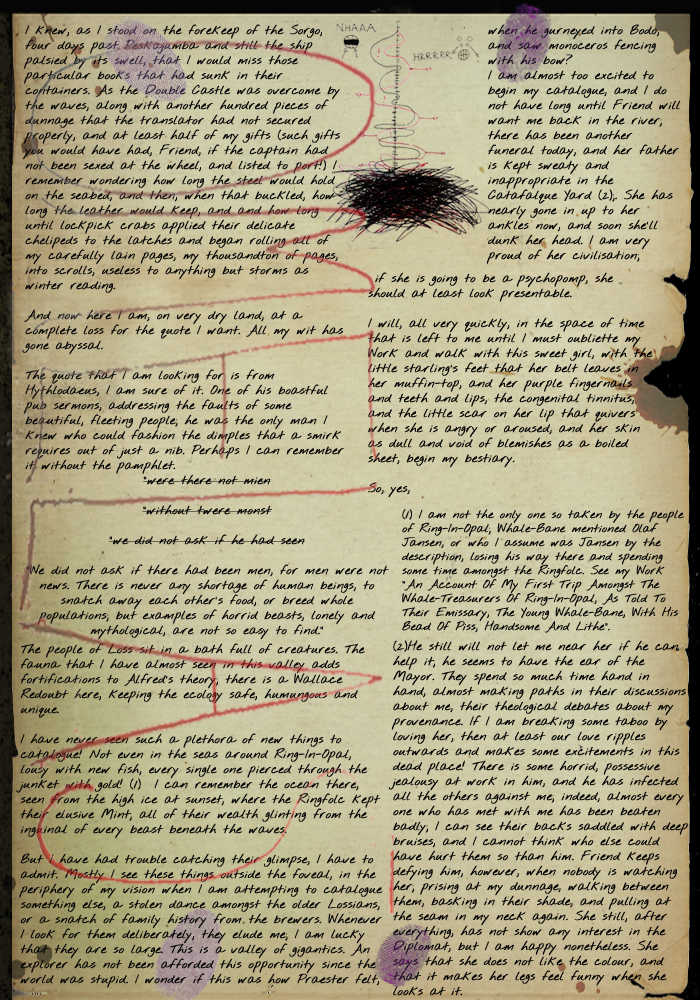 I knew, as I stood on the forekeep of the Sorgo,
four days past Peskajumba and still the ship
palsied by its swell, that I would miss those
particular books that had sunk in their
containers. As the Double Castle was overcome by
the waves, along with another hundred pieces of
dunnage that the translator had not secured
properly, and at least half of my gifts (such gifts
you would have had, Friend, if the captain had
not been sexed at the wheel, and listed to port!) I
remember wondering how long the steel would hold
on the seabed, and then, when that buckled, how
long the leather would keep, and and how long
until lockpick crabs applied their delicate
chelipeds to the latches and began rolling all of
my carefully lain pages, my thousandton of pages,
into scrolls, useless to anything but storms as
winter reading.
And now here I am, on very dry land, at a
complete loss for the quote I want. All my wit has
gone abyssal.
The quote that I am looking for is from
Hythlodaeus, I am sure of it. One of his boastful
pub sermons, addressing the faults of some
beautiful, fleeting people, he was the only man I
knew who could fashion the dimples that a smirk
requires out of just a nib. Perhaps I can remember
it without the pamphlet.
"were there not mien
"without twere monst
"we did not ask if he had seen
"We did not ask if there had been men, for men were not
news. There is never any shortage of human beings, to
snatch away each other's food, or breed whole
populations, but examples of horrid beasts, lonely and
mythological, are not so easy to find."
The people of Loss sit in a bath full of creatures. The
fauna that I have almost seen in this valley adds
fortifications to Alfred's theory, there is a Wallace
Redoubt here, keeping the ecology safe, humungous and
unique.
I have never seen such a plethora of new things to
catalogue! Not even in the seas around Ring-In-Opal,
lousy with new fish, every single one pierced through the
junket with gold! (1) I can remember the ocean there,
seen from the high ice at sunset, where the Ringfolc kept
their elusive Mint, all of their wealth glinting from the
inguinal of every beast beneath the waves.
But I have had trouble catching their glimpse, I have to
admit. Mostly I see these things outside the foveal, in the
periphery of my vision when I am attempting to catalogue
something else, a stolen dance amongst the older Lossians,
or a snatch of family history from the brewers. Whenever
I look for them deliberately, they elude me, I am lucky
that they are so large. This is a valley of gigantics. An
explorer has not been afforded this opportunity since the
world was stupid. I wonder if this was how Praester felt,
NHAAA
HRRRRR
when he gurneyed into Bodo,
and saw monoceros fencing
with his bow?
I am almost too excited to
begin my catalogue, and I do
not have long until Friend will
want me back in the river,
there has been another
funeral today, and her father
is kept sweaty and
inappropriate in the
Catafalque Yard (2). She has
nearly gone in up to her
ankles now, and soon she'll
dunk her head. I am very
proud of her civilisation,
if she is going to be a psychopomp, she
should at least look presentable.
I will, all very quickly, in the space of time
that is left to me until I must oubliette my
work and walk with this sweet girl, with the
little starling's feet that her belt leaves in
her muffin-top, and her purple fingernails
and teeth and lips, the congenital tinnitus,
and the little scar on her lip that quivers
when she is angry or aroused, and her skin
as dull and void of blemishes as a boiled
sheet, begin my bestiary.
So, yes,
(1) I am not the only one so taken by the people
of Ring-In-Opal, Whale-Bane mentioned Olaf
Jansen, or who I assume was Jansen by the
description, losing his way there and spending
some time amongst the Ringfolc. See my work
"An Account Of My First Trip Amongst The
Whale-Treasurers Of Ring-In-Opal, As Told To
Their Emissary, The Young Whale-Bane, With His
Bead Of Piss, Handsome And Lithe".
(2)He still will not let me near her if he can
help it, he seems to have the ear of the
Mayor. They spend so much time hand in
hand, almost making paths in their discussions
about me, their theological debates about my
provenance. If I am breaking some taboo by
loving her, then at least our love ripples
outwards and makes some excitements in this
dead place! There is some horrid, possessive
jealousy at work in him, and he has infected
all the others against me, indeed, almost every
one who has met with me has been beaten
badly, I can see their back's saddled with deep
bruises, and I cannot think who else could
have hurt them so than him. Friend keeps
defying him, however, when nobody is watching
her, prising at my dunnage, walking between
them, basking in their shade, and pulling at
the seam in my neck again. She still, after
everything, has not show any interest in the
Diplomat, but I am happy nonetheless. She
says that she does not like the colour, and
that it makes her legs feel funny when she
looks at it.